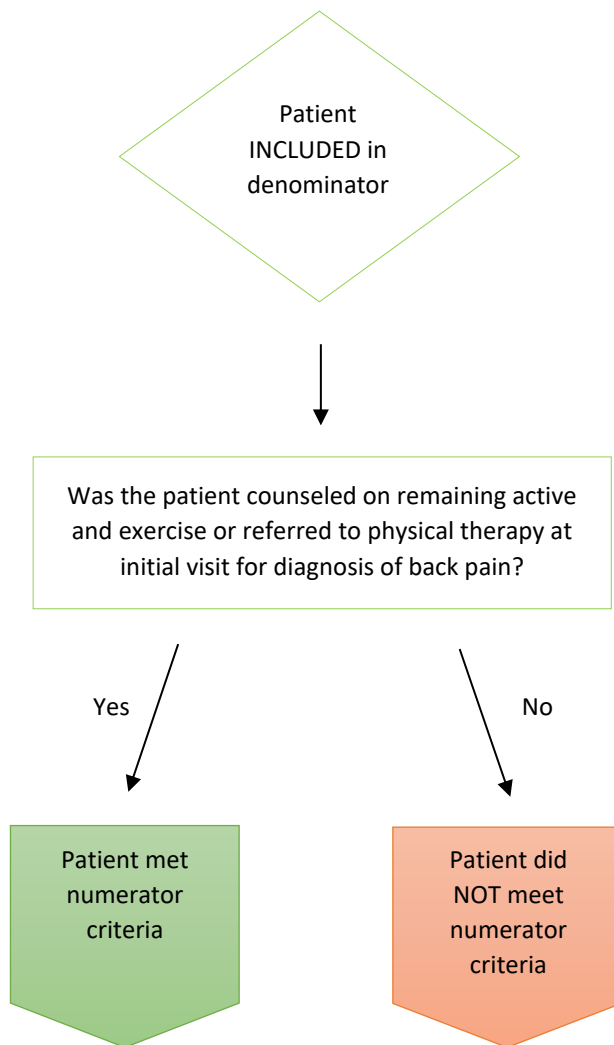 Patient
INCLUDED in
denominator
Was the patient counseled on remaining active
and exercise or referred to physical therapy at
initial visit for diagnosis of back pain?
Yes
No
Patient met
numerator
criteria
Patient did
NOT meet
numerator
criteria